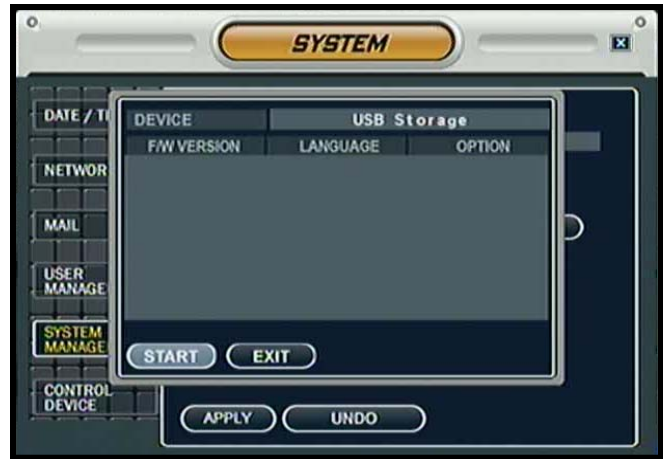 SYSTEM
DATE / TI
DEVICE USB Storage
F/W VERSION LANGUAGE OPTION
NETWOR
MAIL
USER
MANAGE
SYSTEM
MANAGE
START EXIT
CONTROL
DEVICE
APPLY UNDO